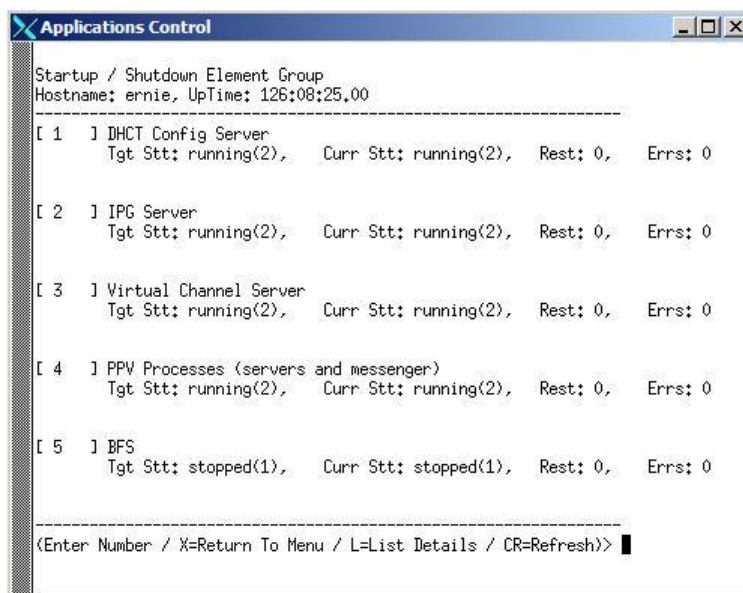 Applications Control
Startup / Shutdown Element Group
Hostname: ernie, UpTime: 126:08:25.00
-----------------------------------------------------------------
[ 1   ] DHCT Config Server
Tgt Stt: running(2),    Curr Stt: running(2),   Rest: 0,    Errs: 0
[ 2   ] IPG Server
Tgt Stt: running(2),    Curr Stt: running(2),   Rest: 0,    Errs: 0
[ 3   ] Virtual Channel Server
Tgt Stt: running(2),    Curr Stt: running(2),   Rest: 0,    Errs: 0
[ 4   ] PPV Processes (servers and messenger)
Tgt Stt: running(2),    Curr Stt: running(2),   Rest: 0,    Errs: 0
[ 5   ] BFS
Tgt Stt: stopped(1),    Curr Stt: stopped(1),   Rest: 0,    Errs: 0
-----------------------------------------------------------------
(Enter Number / X=Return To Menu / L=List Details / CR=Refresh)>